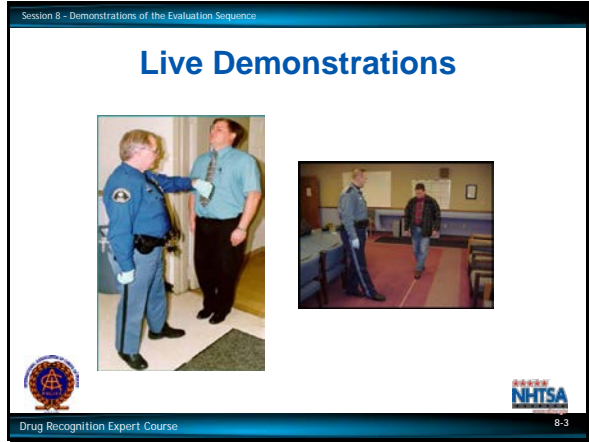 Session 8 - Demonstrations of the Evaluation Sequence
Live Demonstrations
NHTSA
Drug Recognition Expert Course
8-3